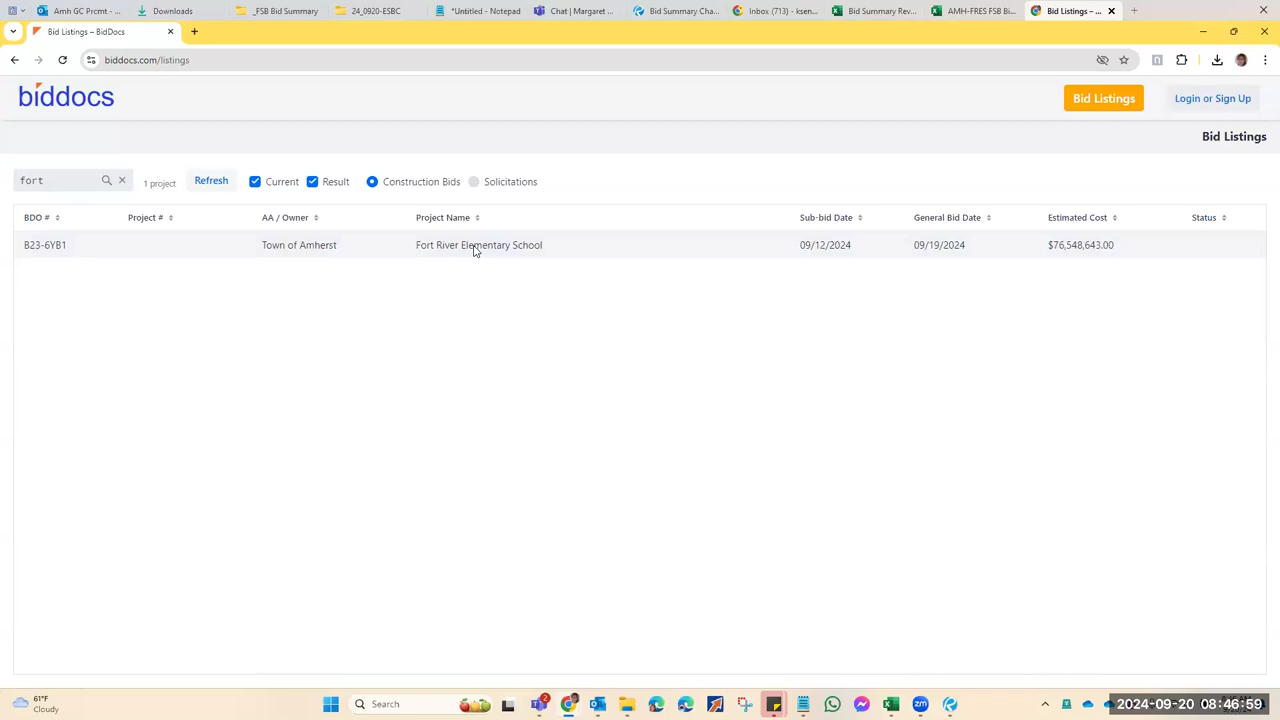 Amh GC Prcmt - ...
Downloads
_FSB Bid Summary
24_0920-ESBC
*Untitled - Notepad
Chat | Margaret ...
Bid Summary Cha...
Inbox (713) - ksen...
Bid Summary Rev...
AMH-FRES FSB Bi...
Bid Listings – ...
Bid Listings – BidDocs
biddocs.com/listings
biddocs
Bid Listings
Login or Sign Up
Bid Listings
fort
1 project
Refresh
Current
Result
Construction Bids
Solicitations
BDO #
Project #
AA / Owner
Project Name
Sub-bid Date
General Bid Date
Estimated Cost
Status
B23-6YB1
Town of Amherst
Fort River Elementary School
09/12/2024
09/19/2024
$76,548,643.00
61°F
Cloudy
Search
2
zm
2024-09-20 08:46:59